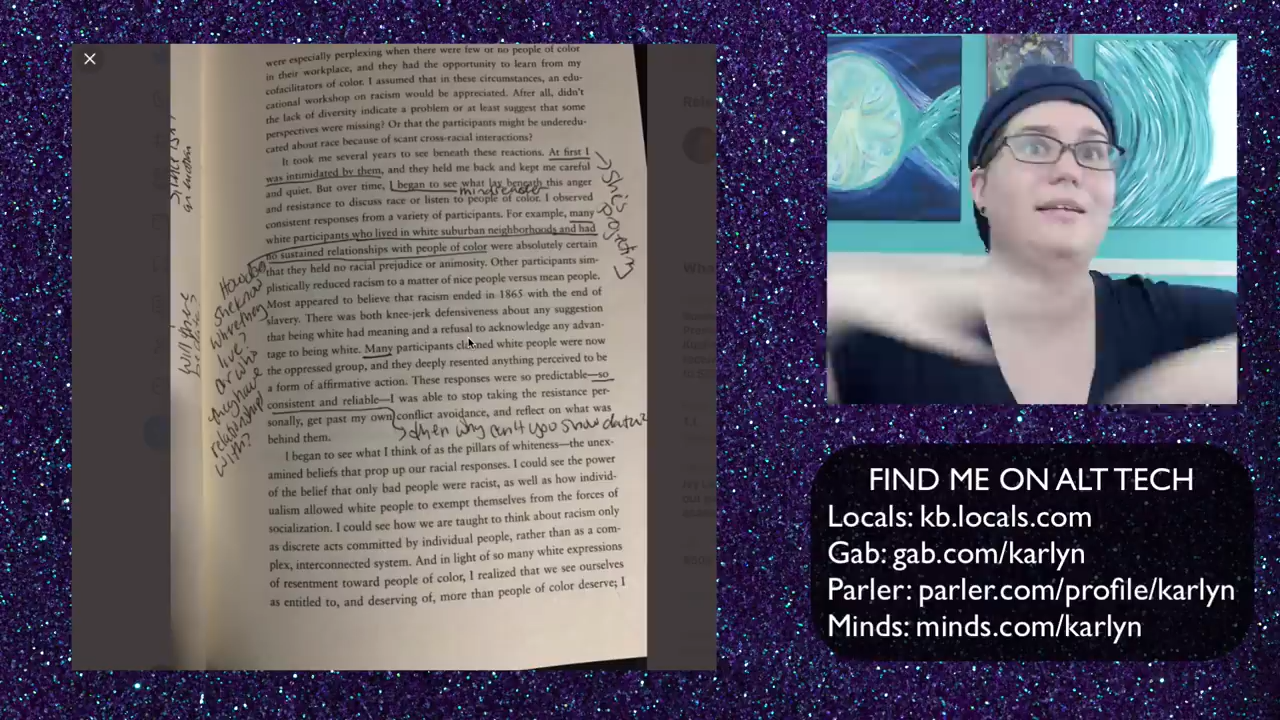 were especially perplexing when there were few or no people of color
in their workplace, and they had the opportunity to learn from my
cofacilitators of color. I assumed that in these circumstances, an edu-
cational workshop on racism would be appreciated. After all, didn't
the lack of diversity indicate a problem or at least suggest that some
perspectives were missing? Or that the participants might be underedu-
cated about race because of scant cross-racial interactions?
It took me several years to see beneath these reactions. At first I
was intimidated by them, and they held me back and kept me careful
and quiet. But over time, I began to see what lay beneath this anger
mindreader
and resistance to discuss race or listen to people of color. I observed
consistent responses from a variety of participants. For example, many
white participants who lived in white suburban neighborhoods and had
no sustained relationships with people of color were absolutely certain
that they held no racial prejudice or animosity. Other participants sim-
plistically reduced racism to a matter of nice people versus mean people.
Most appeared to believe that racism ended in 1865 with the end of
slavery. There was both knee-jerk defensiveness about any suggestion
that being white had meaning and a refusal to acknowledge any advan-
tage to being white. Many participants claimed white people were now
the oppressed group, and they deeply resented anything perceived to be
a form of affirmative action. These responses were so predictable—so
consistent and reliable—I was able to stop taking the resistance per-
sonally, get past my own conflict avoidance, and reflect on what was
behind them.
then why can't you show data?
I began to see what I think of as the pillars of whiteness—the unex-
amined beliefs that prop up our racial responses. I could see the power
of the belief that only bad people were racist, as well as how individ-
ualism allowed white people to exempt themselves from the forces of
socialization. I could see how we are taught to think about racism only
as discrete acts committed by individual people, rather than as a com-
plex, interconnected system. And in light of so many white expressions
of resentment toward people of color, I realized that we see ourselves
as entitled to, and deserving of, more than people of color deserve; I
she's
projecting
How does
she know
where they
live?
Or who
they have
relationships
with?
will there
FIND ME ON ALT TECH
Locals: kb.locals.com
Gab: gab.com/karlyn
Parler: parler.com/profile/karlyn
Minds: minds.com/karlyn